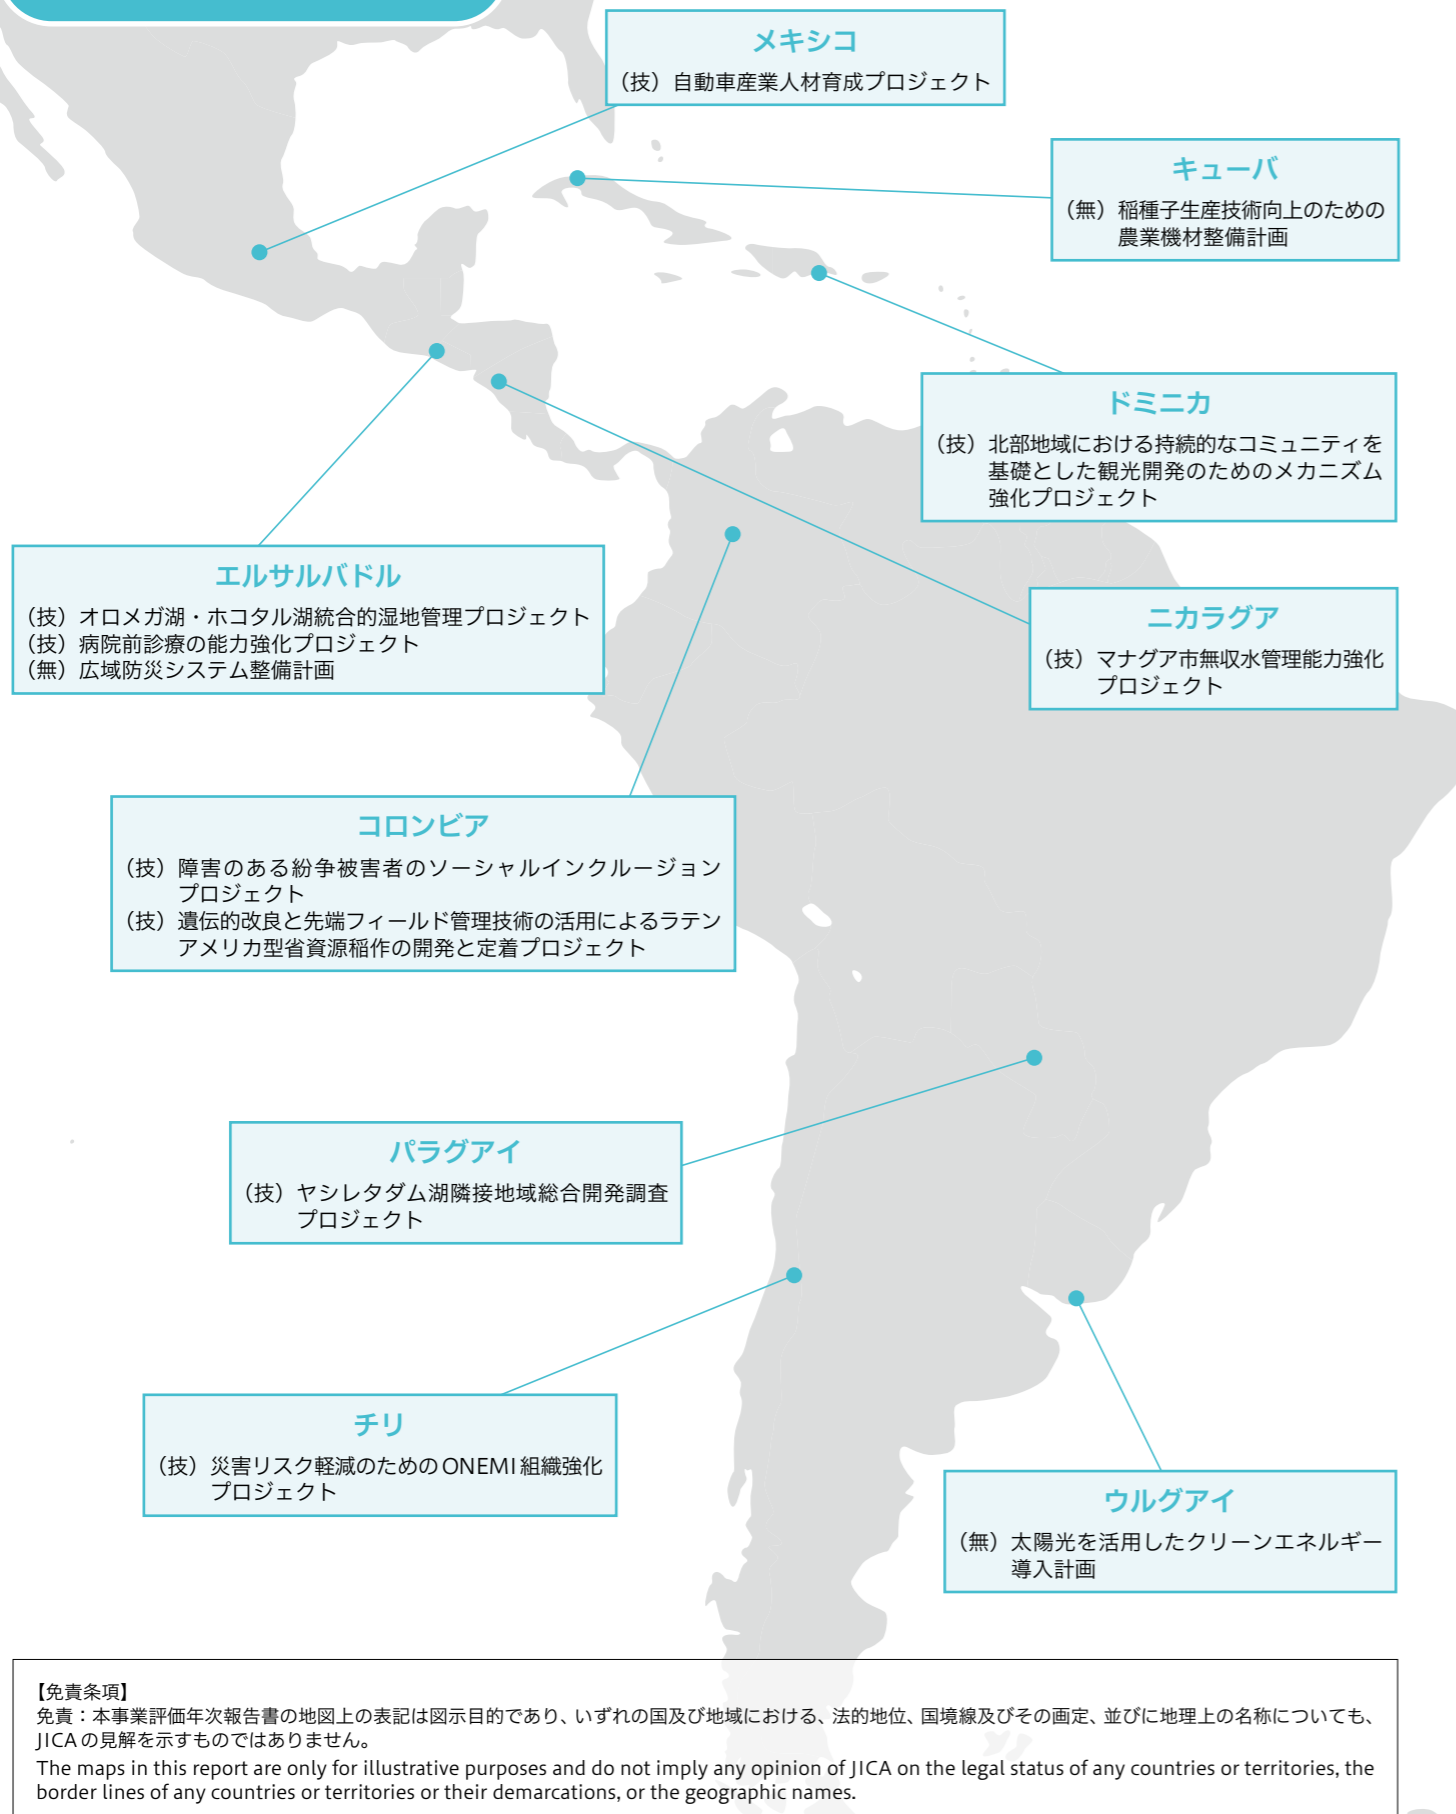 メキシコ
（技）自動車産業人材育成プロジェクト
キューバ
（無）稲種子生産技術向上のための
農業機材整備計画
ドミニカ
（技）北部地域における持続的なコミュニティを
基礎とした観光開発のためのメカニズム
強化プロジェクト
エルサルバドル
（技）オロメガ湖・ホコタル湖統合的湿地管理プロジェクト
（技）病院前診療の能力強化プロジェクト
（無）広域防災システム整備計画
ニカラグア
（技）マナグア市無収水管理能力強化
プロジェクト
コロンビア
（技）障害のある紛争被害者のソーシャルインクルージョン
プロジェクト
（技）遺伝的改良と先端フィールド管理技術の活用によるラテン
アメリカ型省資源稲作の開発と定着プロジェクト
パラグアイ
（技）ヤシレタダム湖隣接地域総合開発調査
プロジェクト
チリ
（技）災害リスク軽減のためのONEMI組織強化
プロジェクト
ウルグアイ
（無）太陽光を活用したクリーンエネルギー
導入計画
【免責条項】
免責：本事業評価年次報告書の地図上の表記は図示目的であり、いずれの国及び地域における、法的地位、国境線及びその画定、並びに地理上の名称についても、
JICAの見解を示すものではありません。
The maps in this report are only for illustrative purposes and do not imply any opinion of JICA on the legal status of any countries or territories, the
border lines of any countries or territories or their demarcations, or the geographic names.